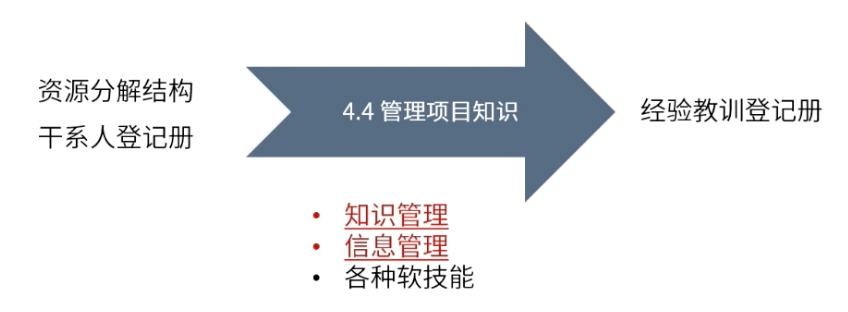 资源分解结构
干系人登记册
4.4 管理项目知识
经验教训登记册
• 知识管理
• 信息管理
• 各种软技能